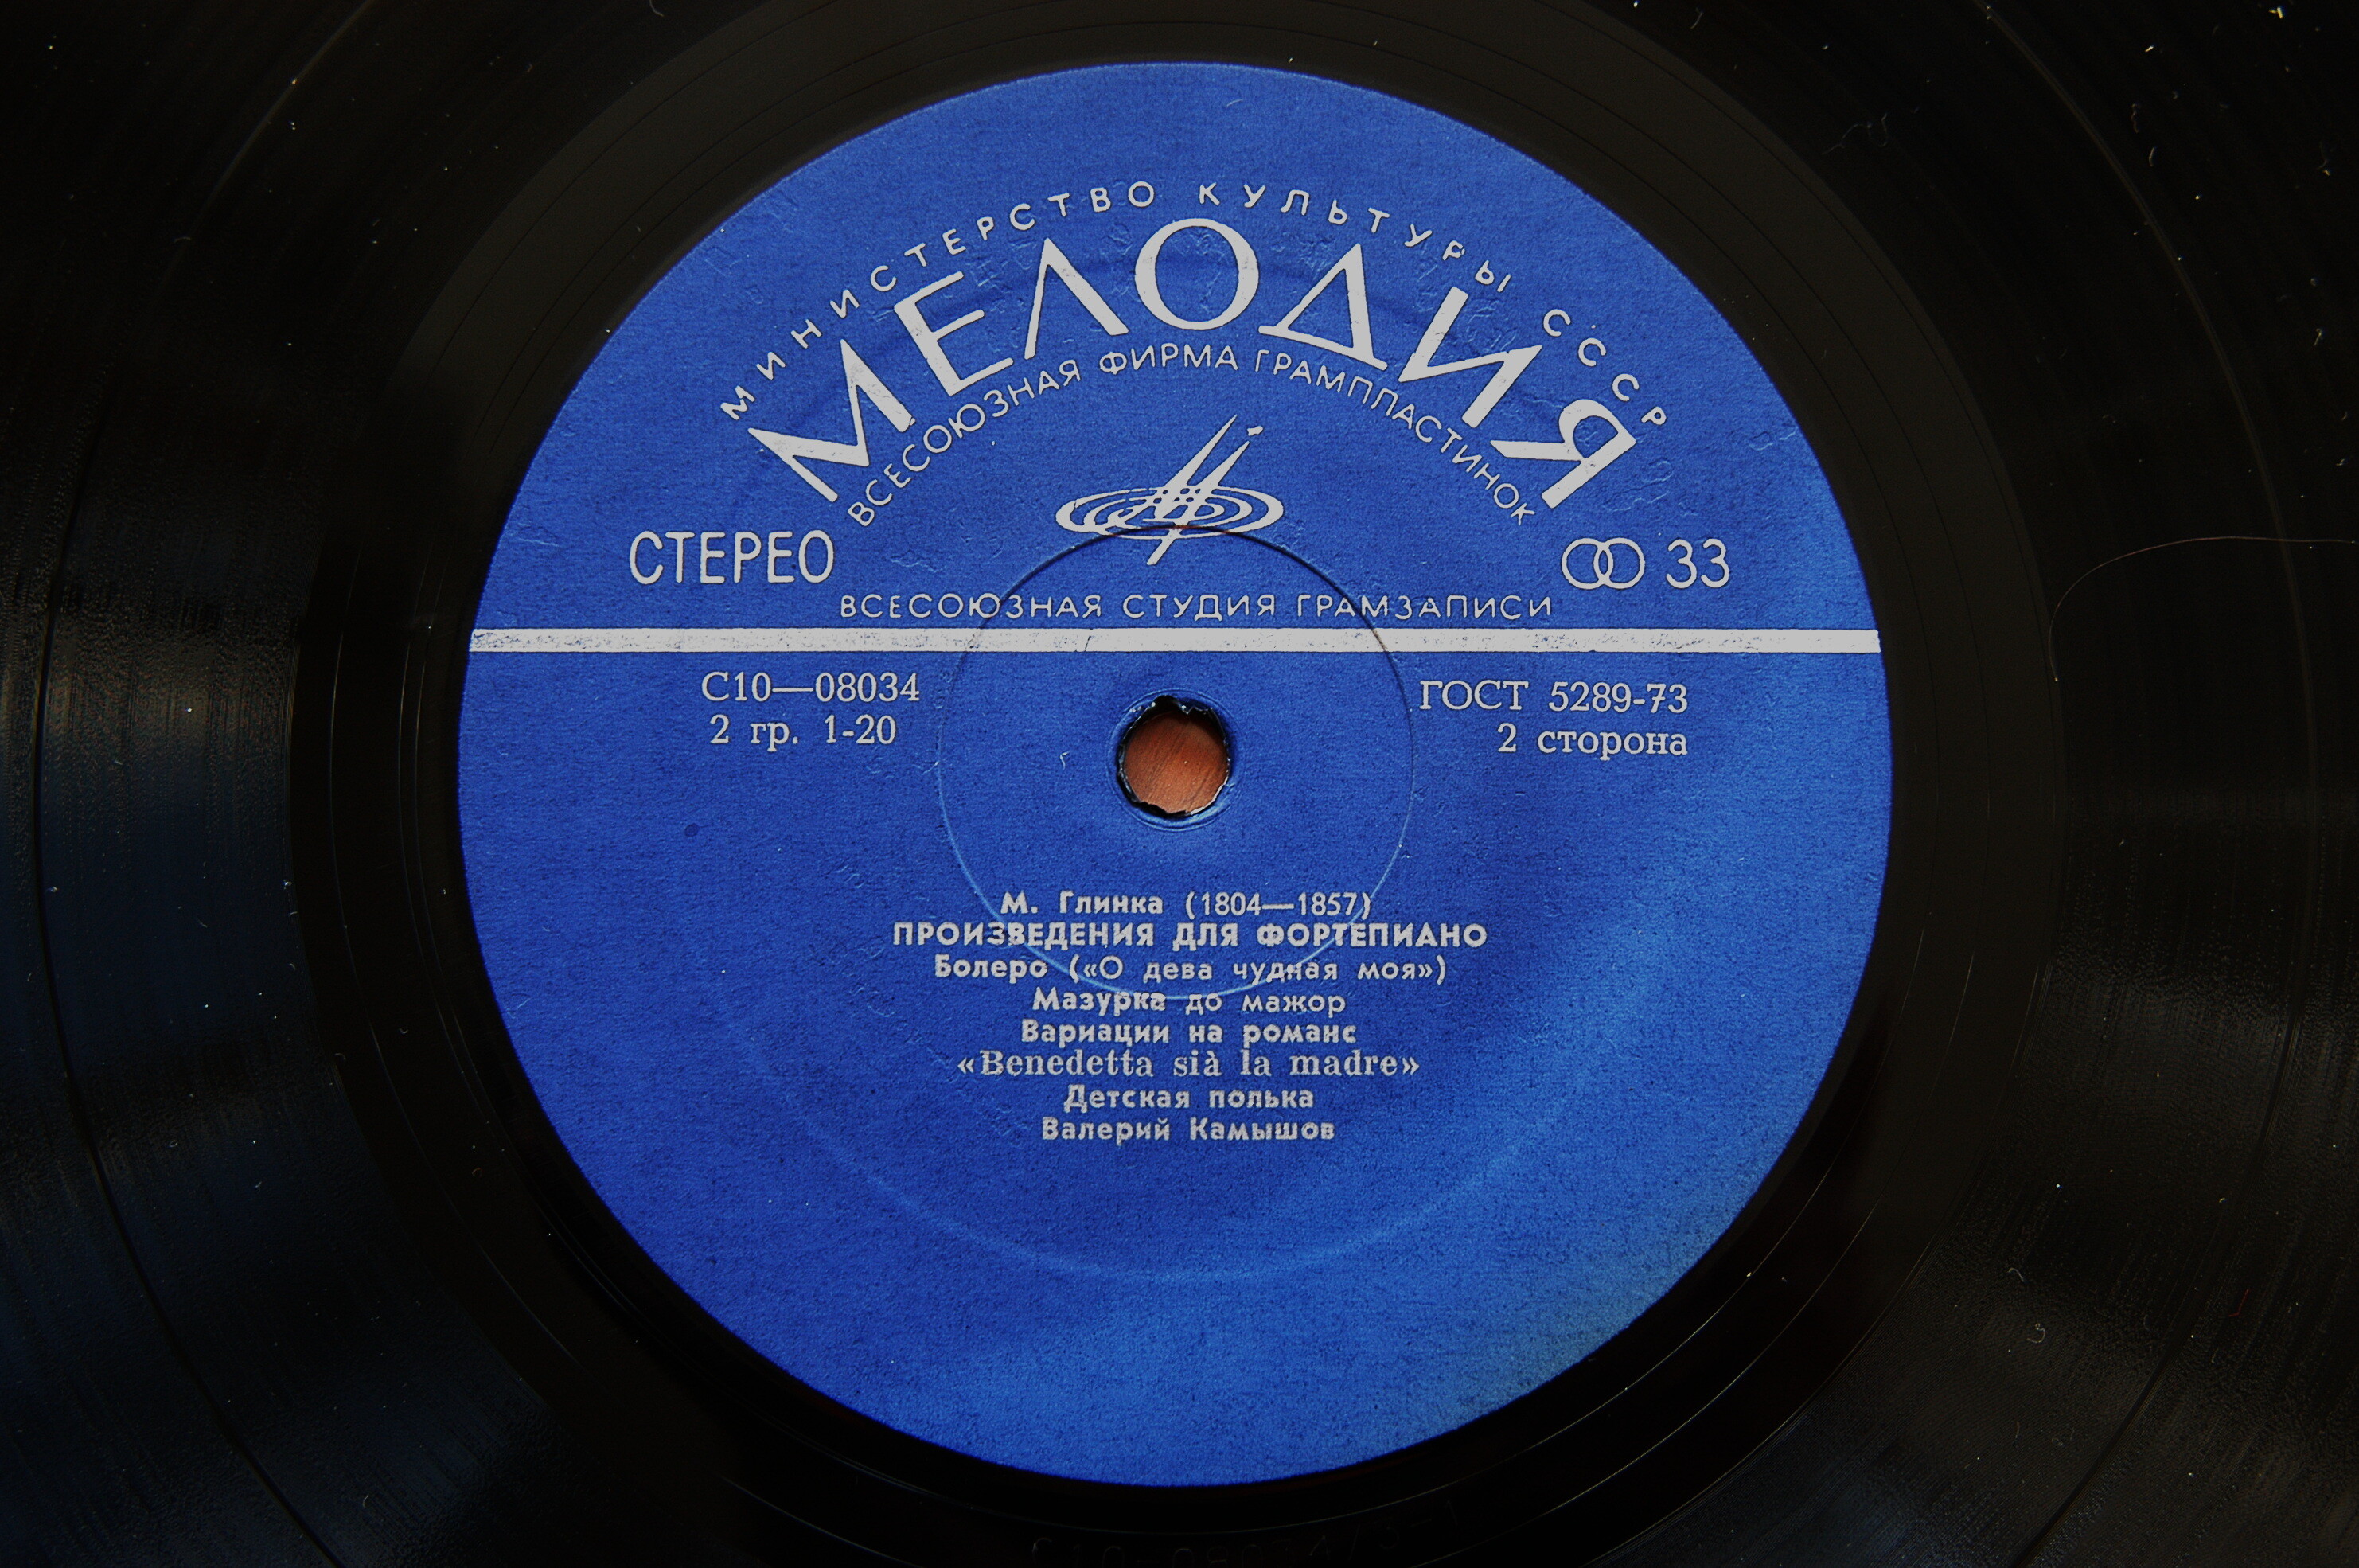 МИНИСТЕРСТВО КУЛЬТУРЫ СССР
МЕЛОДИЯ
ВСЕСОЮЗНАЯ ФИРМА ГРАМПЛАСТИНОК
СТЕРЕО
33
ВСЕСОЮЗНАЯ СТУДИЯ ГРАМЗАПИСИ
С10—08034
ГОСТ 5289-73
2 гр. 1-20
2 сторона
М. Глинка (1804—1857)
ПРОИЗВЕДЕНИЯ ДЛЯ ФОРТЕПИАНО
Болеро («О дева чудная моя»)
Мазурка до мажор
Вариации на романс
«Benedetta sià la madre»
Детская полька
Валерий Камышов